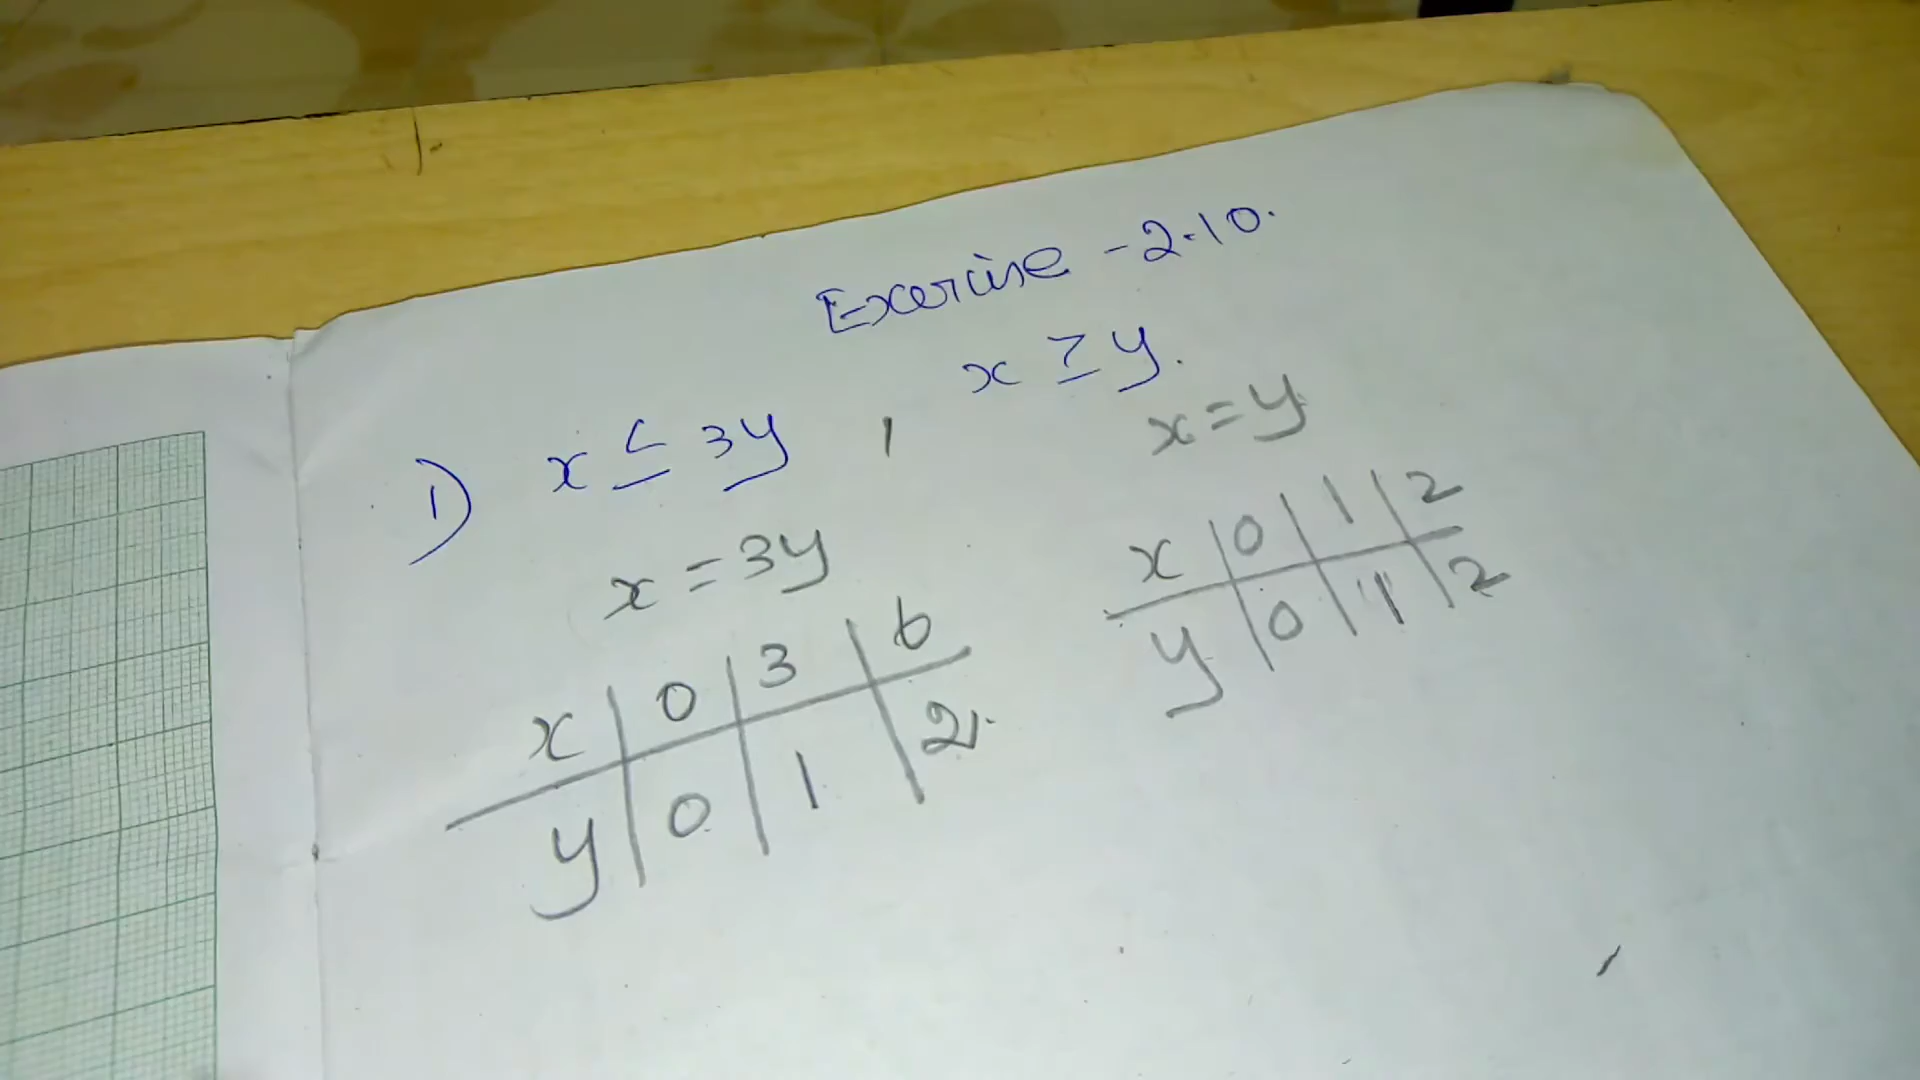 Exercise - 2.10.
1) x ≤ 3y , x ≥ y.
x = 3y
x = y
x | 0 | 3 | 6
y | 0 | 1 | 2
x | 0 | 1 | 2
y | 0 | 1 | 2